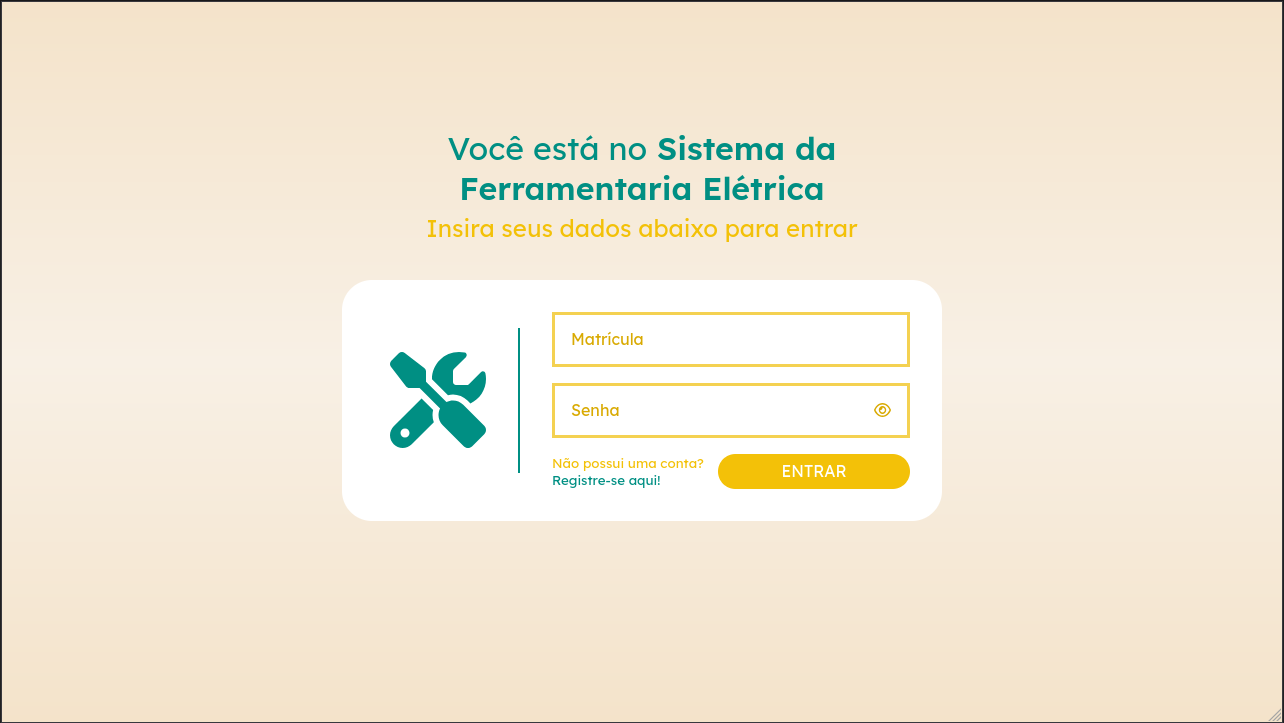 Você está no Sistema da
Ferramentaria Elétrica
Insira seus dados abaixo para entrar
Matrícula
Senha
Não possui uma conta?
Registre-se aqui!
ENTRAR